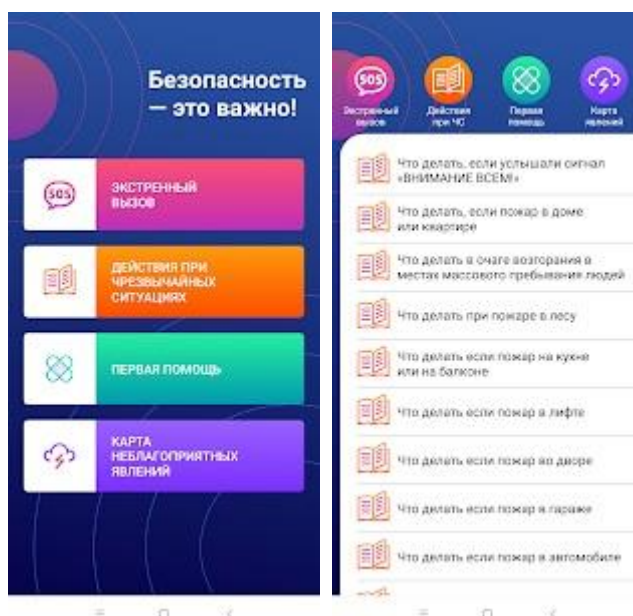 Безопасность
— это важно!
SOS
ЭКСТРЕННЫЙ
ВЫЗОВ
ДЕЙСТВИЯ ПРИ
ЧРЕЗВЫЧАЙНЫХ
СИТУАЦИЯХ
ПЕРВАЯ ПОМОЩЬ
КАРТА
НЕБЛАГОПРИЯТНЫХ
ЯВЛЕНИЙ
SOS
Экстренный
вызов
Действия
при ЧС
Первая
помощь
Карта
явлений
Что делать, если услышали сигнал
«ВНИМАНИЕ ВСЕМ!»
Что делать, если пожар в доме
или квартире
Что делать в очаге возгорания в
местах массового пребывания людей
Что делать при пожаре в лесу
Что делать если пожар на кухне
или на балконе
Что делать если пожар в лифте
Что делать если пожар во дворе
Что делать если пожар в гараже
Что делать если пожар в автомобиле